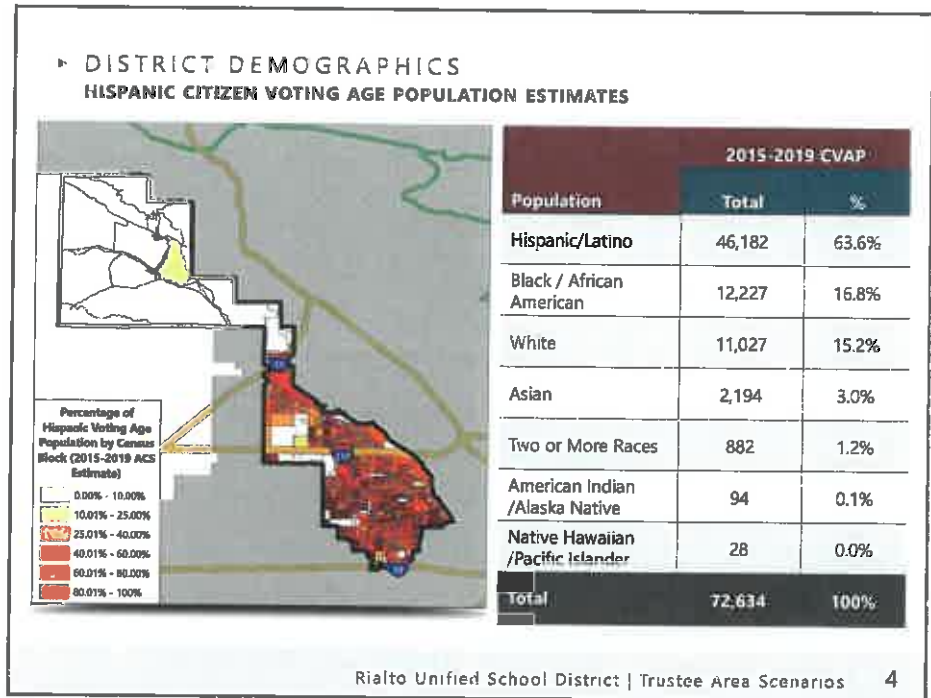 DISTRICT DEMOGRAPHICS
HISPANIC CITIZEN VOTING AGE POPULATION ESTIMATES
Percentage of
Hispanic Voting Age
Population by Census
Block (2015-2019 ACS
Estimate)
0.00% - 10.00%
10.01% - 25.00%
25.01% - 40.00%
40.01% - 60.00%
60.01% - 80.00%
80.01% - 100%
2015-2019 CVAP
Population Total %
Hispanic/Latino 46,182 63.6%
Black / African
American 12,227 16.8%
White 11,027 15.2%
Asian 2,194 3.0%
Two or More Races 882 1.2%
American Indian
/Alaska Native 94 0.1%
Native Hawaiian
/Pacific Islander 28 0.0%
Total 72,634 100%
Rialto Unified School District | Trustee Area Scenarios 4